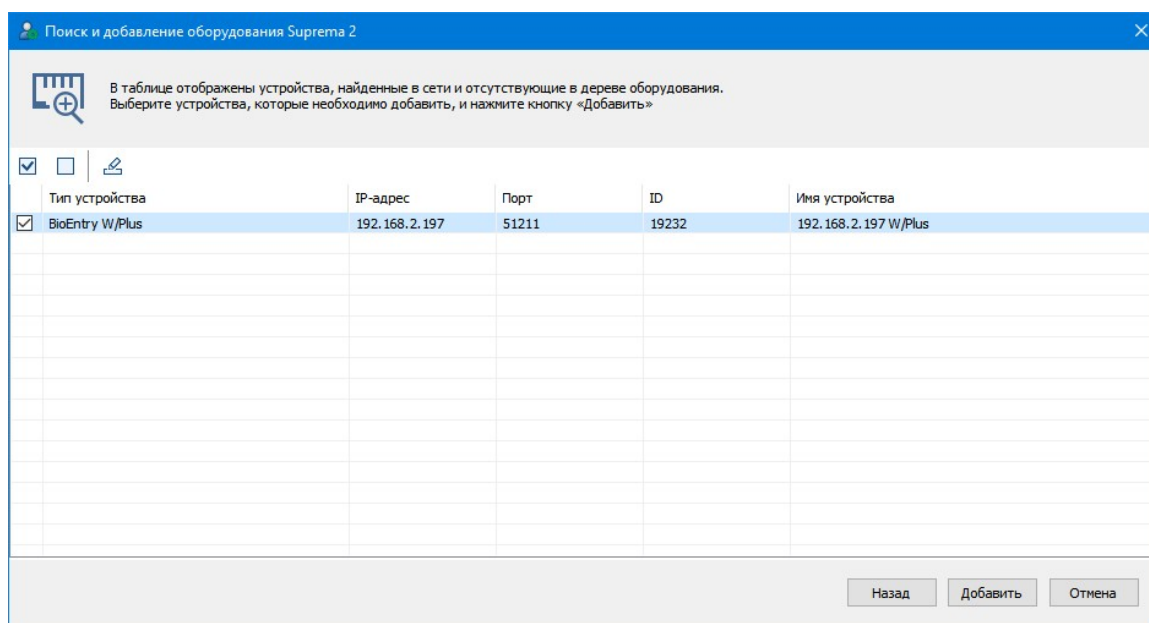 Поиск и добавление оборудования Suprema 2
В таблице отображены устройства, найденные в сети и отсутствующие в дереве оборудования.
Выберите устройства, которые необходимо добавить, и нажмите кнопку «Добавить»
Тип устройства IP-адрес Порт ID Имя устройства
BioEntry W/Plus 192.168.2.197 51211 19232 192.168.2.197 W/Plus
Назад Добавить Отмена